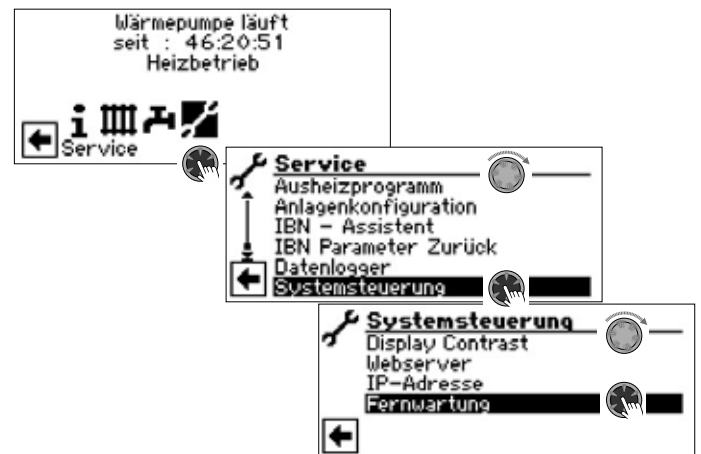 Wärmepumpe läuft
seit : 46:20:51
Heizbetrieb
Service
Service
Ausheizprogramm
Anlagenkonfiguration
IBN - Assistent
IBN Parameter Zurück
Datenlogger
Systemsteuerung
Systemsteuerung
Display Contrast
Webserver
IP-Adresse
Fernwartung